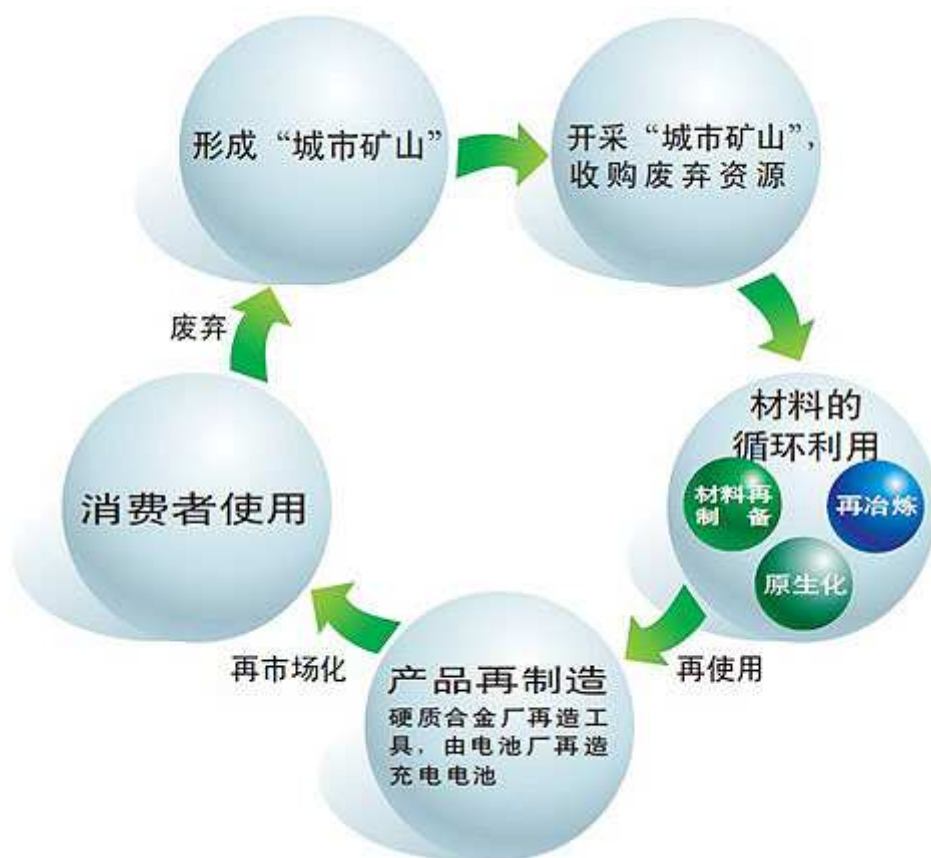 形成“城市矿山”
开采“城市矿山”，
收购废弃资源
废弃
材料的
循环利用
材料再
制备
再冶炼
原生化
消费者使用
再市场化
再使用
产品再制造
硬质合金厂再造工
具，由电池厂再造
充电电池